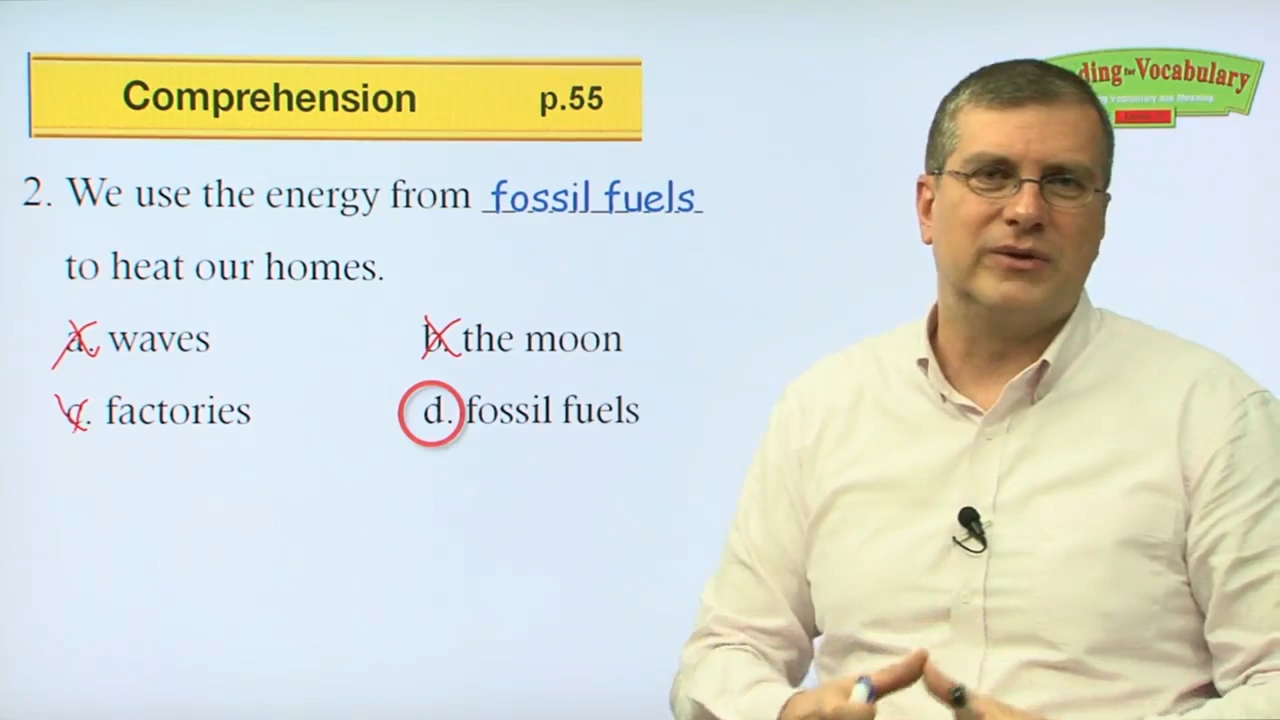 Comprehension p.55
Vocabulary
2. We use the energy from fossil fuels
to heat our homes.
a. waves b. the moon
c. factories d. fossil fuels